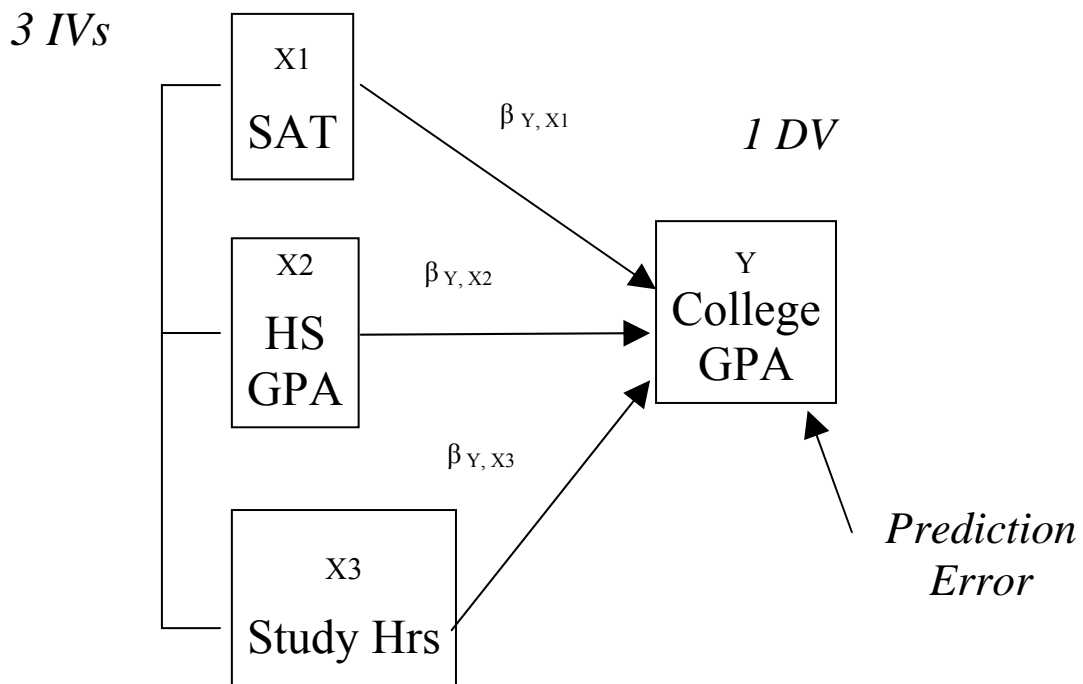 3 IVs
X1
SAT
β Y, X1
1 DV
X2
HS
GPA
β Y, X2
Y
College
GPA
β Y, X3
X3
Study Hrs
Prediction
Error